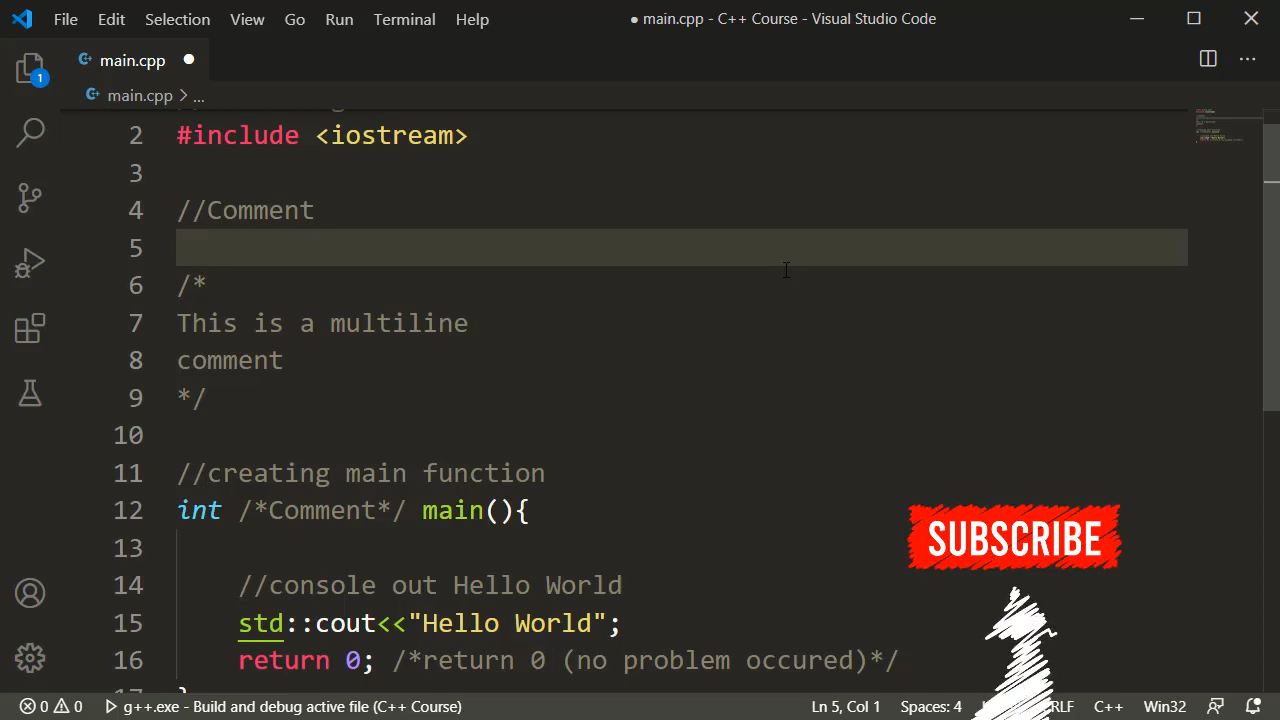 File Edit Selection View Go Run Terminal Help ● main.cpp - C++ Course - Visual Studio Code
main.cpp
1
main.cpp > ...
2 #include <iostream>
3
4 //Comment
5
6 /*
7 This is a multiline
8 comment
9 */
10
11 //creating main function
12 int /*Comment*/ main(){
13
SUBSCRIBE
14 //console out Hello World
15 std::cout<<"Hello World";
16 return 0; /*return 0 (no problem occured)*/
0 0 g++.exe - Build and debug active file (C++ Course) Ln 5, Col 1 Spaces: 4 RLF C++ Win32